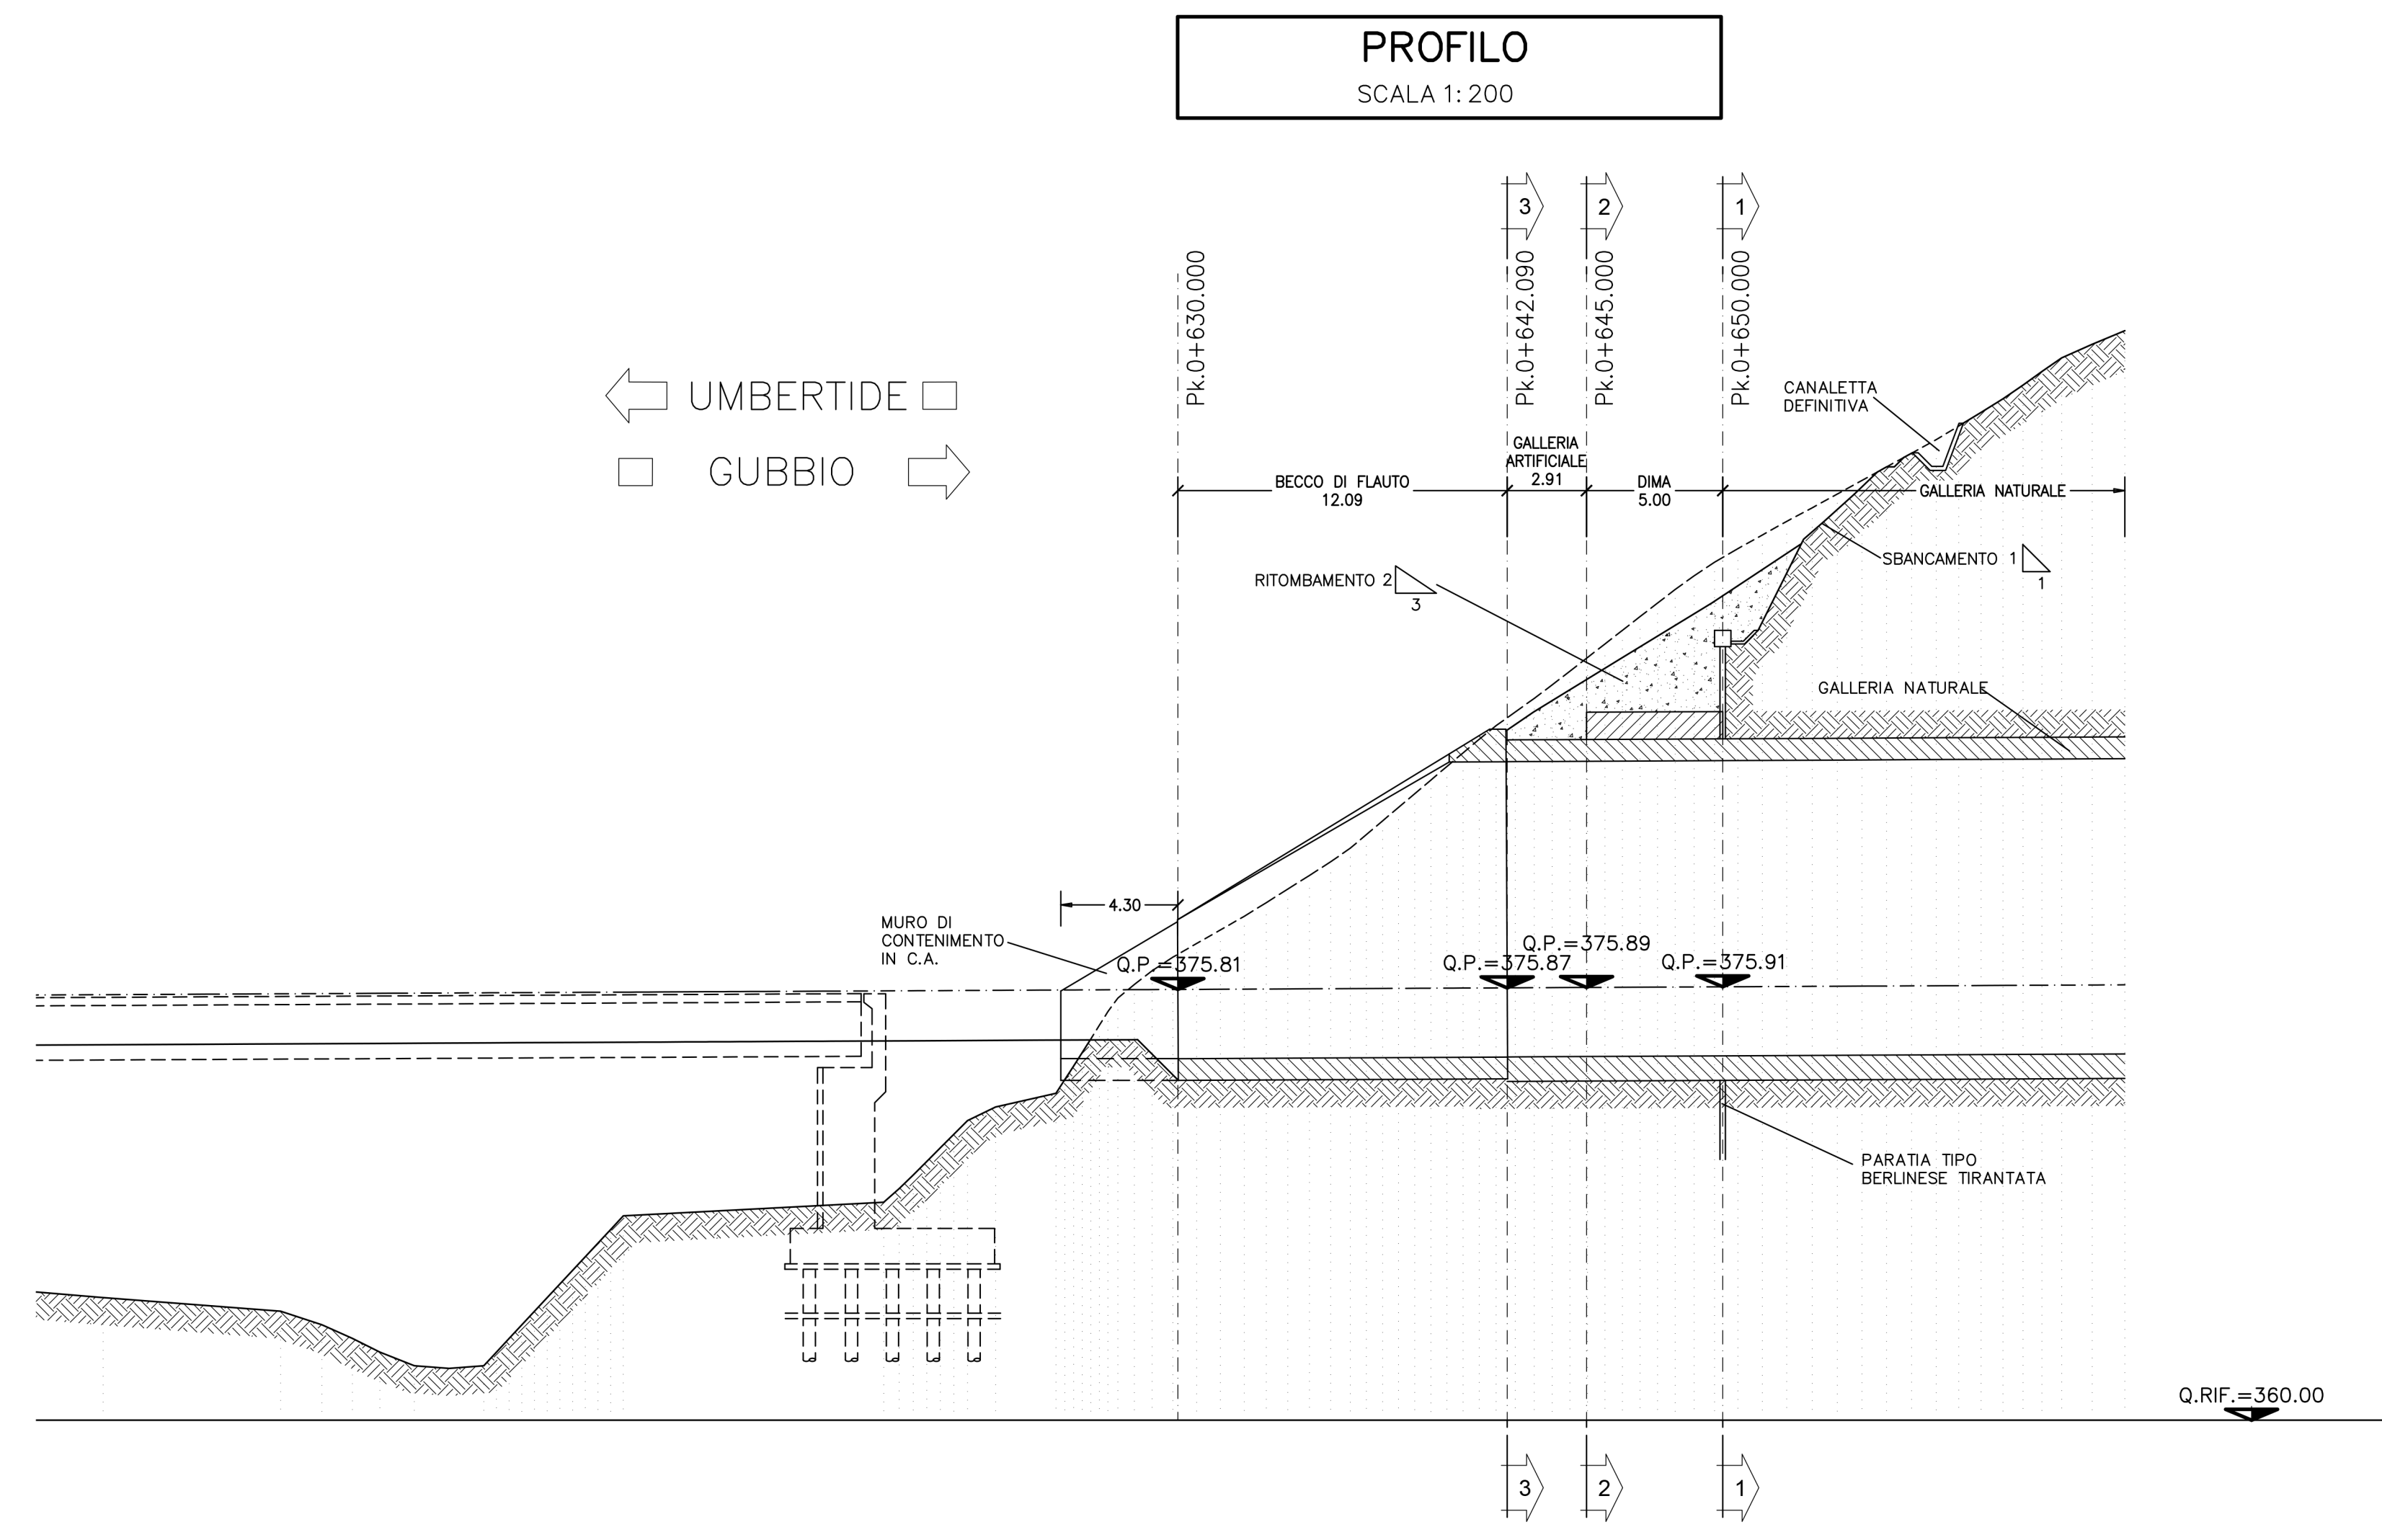 PROFILO
SCALA 1:200
3
2
1
Pk.0+630.000
Pk.0+642.090
Pk.0+645.000
Pk.0+650.000
UMBERTIDE
GUBBIO
CANALETTA
DEFINITIVA
BECCO DI FLAUTO
12.09
GALLERIA
ARTIFICIALE
2.91
DIMA
5.00
GALLERIA NATURALE
RITOMBAMENTO 2
3
SBANCAMENTO 1
1
GALLERIA NATURALE
4.30
MURO DI
CONTENIMENTO
IN C.A.
Q.P.=375.81
Q.P.=375.87
Q.P.=375.89
Q.P.=375.91
PARATIA TIPO
BERLINESE TIRANTATA
Q.RIF.=360.00
3
2
1